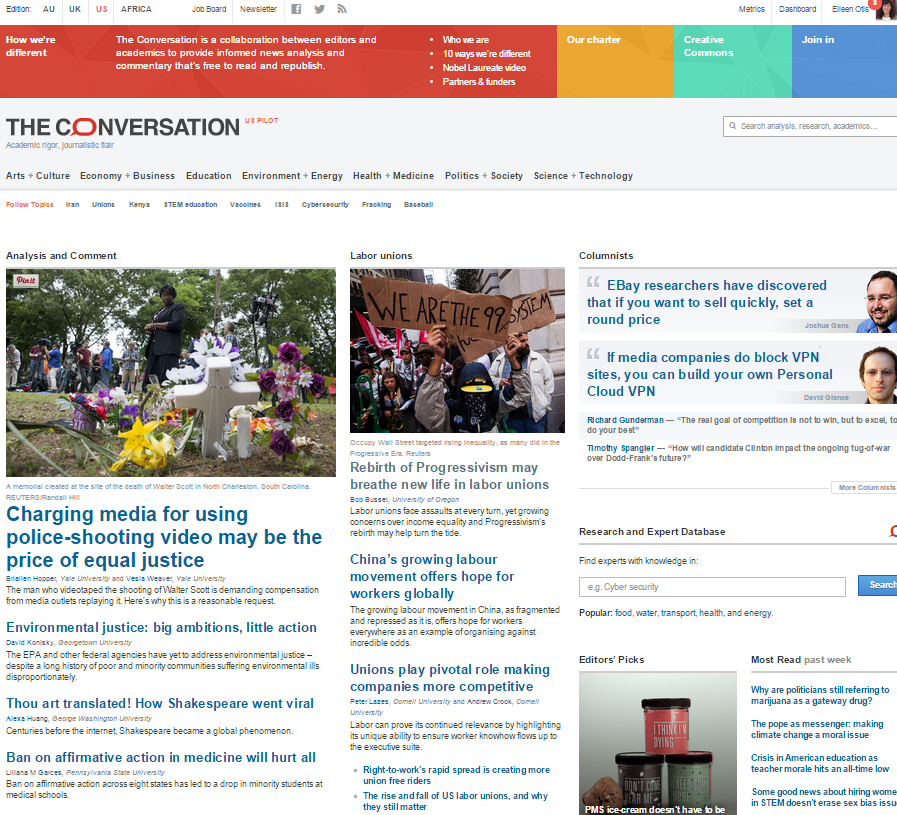 Edition: AU UK US AFRICA Job Board Newsletter Metrics Dashboard Eileen Otis
How we're
different
The Conversation is a collaboration between editors and
academics to provide informed news analysis and
commentary that's free to read and republish.
• Who we are
• 10 ways we're different
• Nobel Laureate video
• Partners & funders
Our charter
Creative
Commons
Join in
THE CONVERSATION US PILOT
Academic rigor, journalistic flair
Search analysis, research, academics…
Arts + Culture Economy + Business Education Environment + Energy Health + Medicine Politics + Society Science + Technology
Follow Topics Iran Unions Kenya STEM education Vaccines ISIS Cybersecurity Fracking Baseball
Analysis and Comment
Pin it
A memorial created at the site of the death of Walter Scott in North Charleston, South Carolina.
REUTERS/Randall Hill
Charging media for using
police-shooting video may be the
price of equal justice
Briallen Hopper, Yale University and Vesla Weaver, Yale University
The man who videotaped the shooting of Walter Scott is demanding compensation
from media outlets replaying it. Here's why this is a reasonable request.
Environmental justice: big ambitions, little action
David Konisky, Georgetown University
The EPA and other federal agencies have yet to address environmental justice –
despite a long history of poor and minority communities suffering environmental ills
disproportionately.
Thou art translated! How Shakespeare went viral
Alexa Huang, George Washington University
Centuries before the internet, Shakespeare became a global phenomenon.
Ban on affirmative action in medicine will hurt all
Liliana M Garces, Pennsylvania State University
Ban on affirmative action across eight states has led to a drop in minority students at
medical schools.
Labor unions
WE ARE THE 99
SYSTEM
Occupy Wall Street targeted rising inequality, as many did in the
Progressive Era. Reuters
Rebirth of Progressivism may
breathe new life in labor unions
Bob Bussel, University of Oregon
Labor unions face assaults at every turn, yet growing
concerns over income equality and Progressivism's
rebirth may help turn the tide.
China's growing labour
movement offers hope for
workers globally
The growing labour movement in China, as fragmented
and repressed as it is, offers hope for workers
everywhere as an example of organising against
incredible odds.
Unions play pivotal role making
companies more competitive
Peter Lazes, Cornell University and Andrew Crook, Cornell
University
Labor can prove its continued relevance by highlighting
its unique ability to ensure worker knowhow flows up to
the executive suite.
Right-to-work's rapid spread is creating more
union free riders
The rise and fall of US labor unions, and why
they still matter
Columnists
“ EBay researchers have discovered
that if you want to sell quickly, set a
round price
Joshua Gans
“ If media companies do block VPN
sites, you can build your own Personal
Cloud VPN
David Glance
Richard Gunderman — “The real goal of competition is not to win, but to excel, to
do your best”
Timothy Spangler — “How will candidate Clinton impact the ongoing tug-of-war
over Dodd-Frank's future?”
More Columnists
Research and Expert Database
Find experts with knowledge in:
e.g. Cyber security
Search
Popular: food, water, transport, health, and energy.
Editors' Picks
I THINK I'M
DYING
DON'T COME
NEAR ME
I NEED SOME
PMS ice-cream doesn't have to be
Most Read past week
Why are politicians still referring to
marijuana as a gateway drug?
The pope as messenger: making
climate change a moral issue
Crisis in American education as
teacher morale hits an all-time low
Some good news about hiring women
in STEM doesn't erase sex bias issu